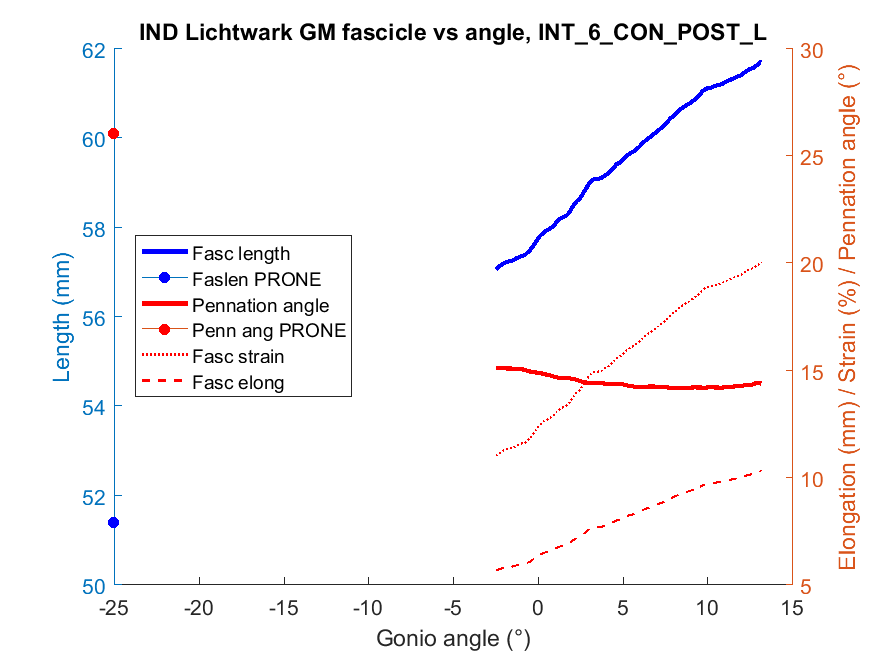 IND Lichtwark GM fascicle vs angle, INT_6_CON_POST_L
62
60
58
56
54
52
50
Length (mm)
30
25
20
15
10
5
Elongation (mm) / Strain (%) / Pennation angle (°)
Fasc length
Faslen PRONE
Pennation angle
Penn ang PRONE
Fasc strain
Fasc elong
-25 -20 -15 -10 -5 0 5 10 15
Gonio angle (°)